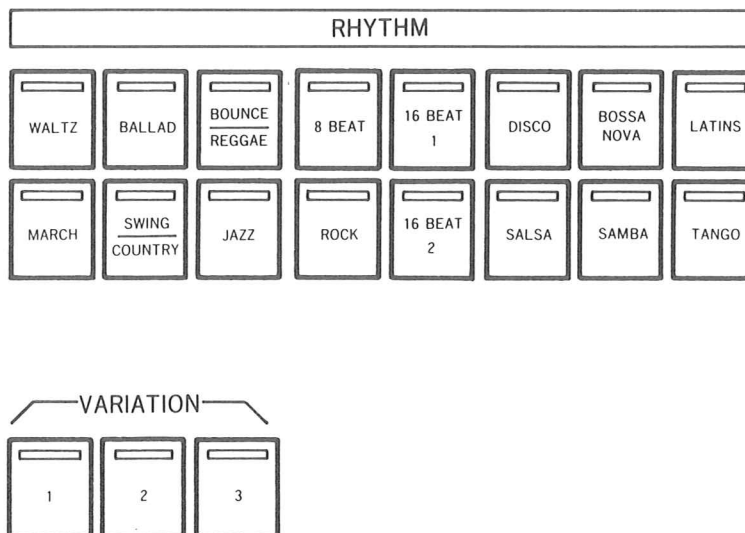 RHYTHM
WALTZ
BALLAD
BOUNCE
REGGAE
8 BEAT
16 BEAT
1
DISCO
BOSSA
NOVA
LATINS
MARCH
SWING
COUNTRY
JAZZ
ROCK
16 BEAT
2
SALSA
SAMBA
TANGO
VARIATION
1
2
3